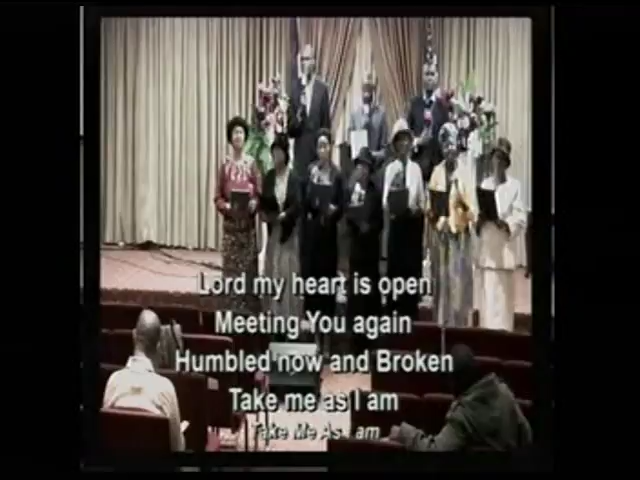 Lord my heart is open
Meeting You again
Humbled now and Broken
Take me as I am
Take Me As I am